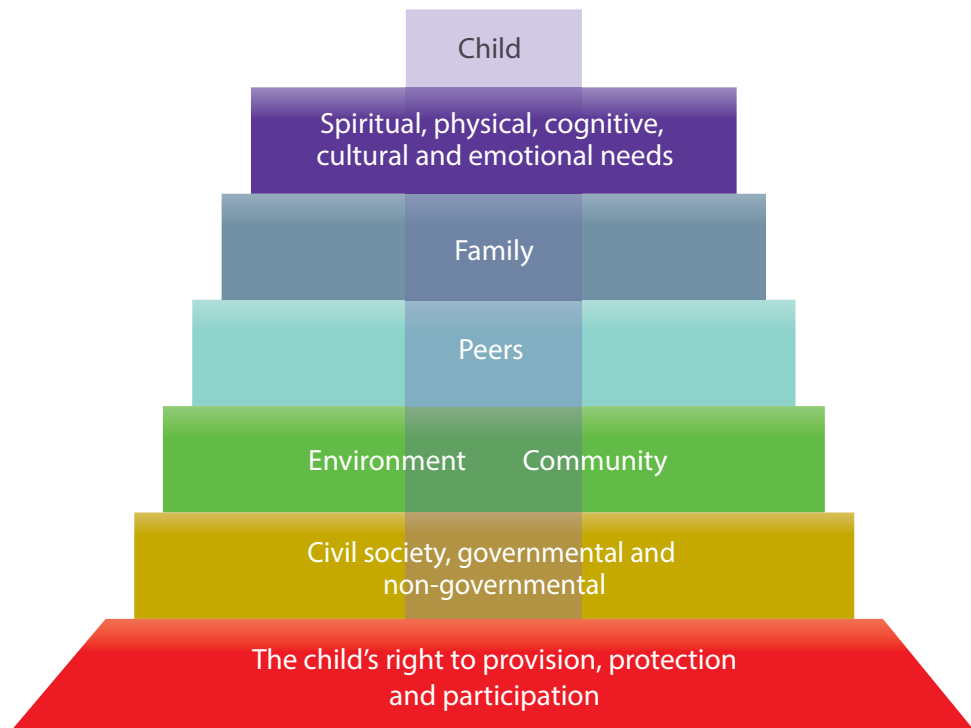 Child
Spiritual, physical, cognitive,
cultural and emotional needs
Family
Peers
Environment Community
Civil society, governmental and
non-governmental
The child’s right to provision, protection
and participation